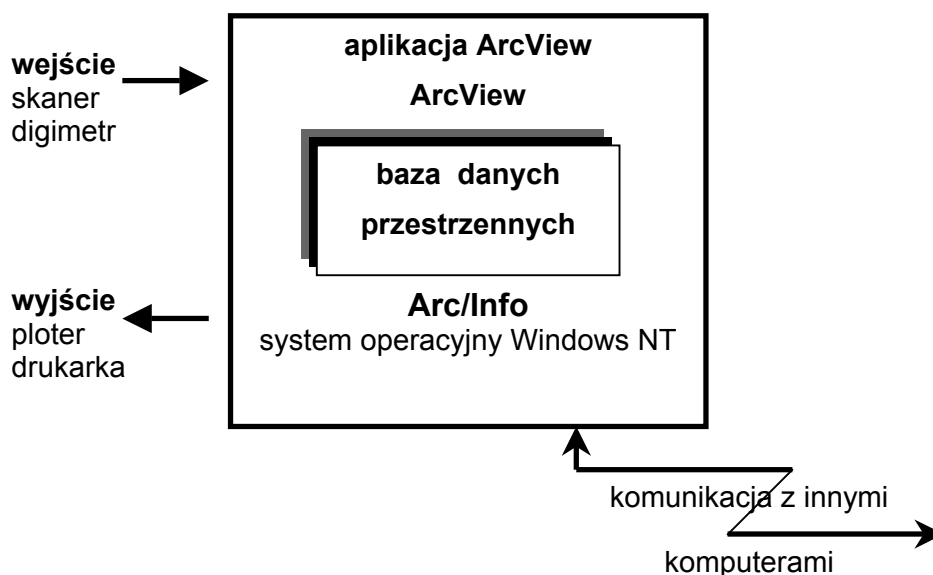 aplikacja ArcView
ArcView
wejście
skaner
digimetr
baza danych
przestrzennych
wyjście
ploter
drukarka
Arc/Info
system operacyjny Windows NT
komunikacja z innymi
komputerami